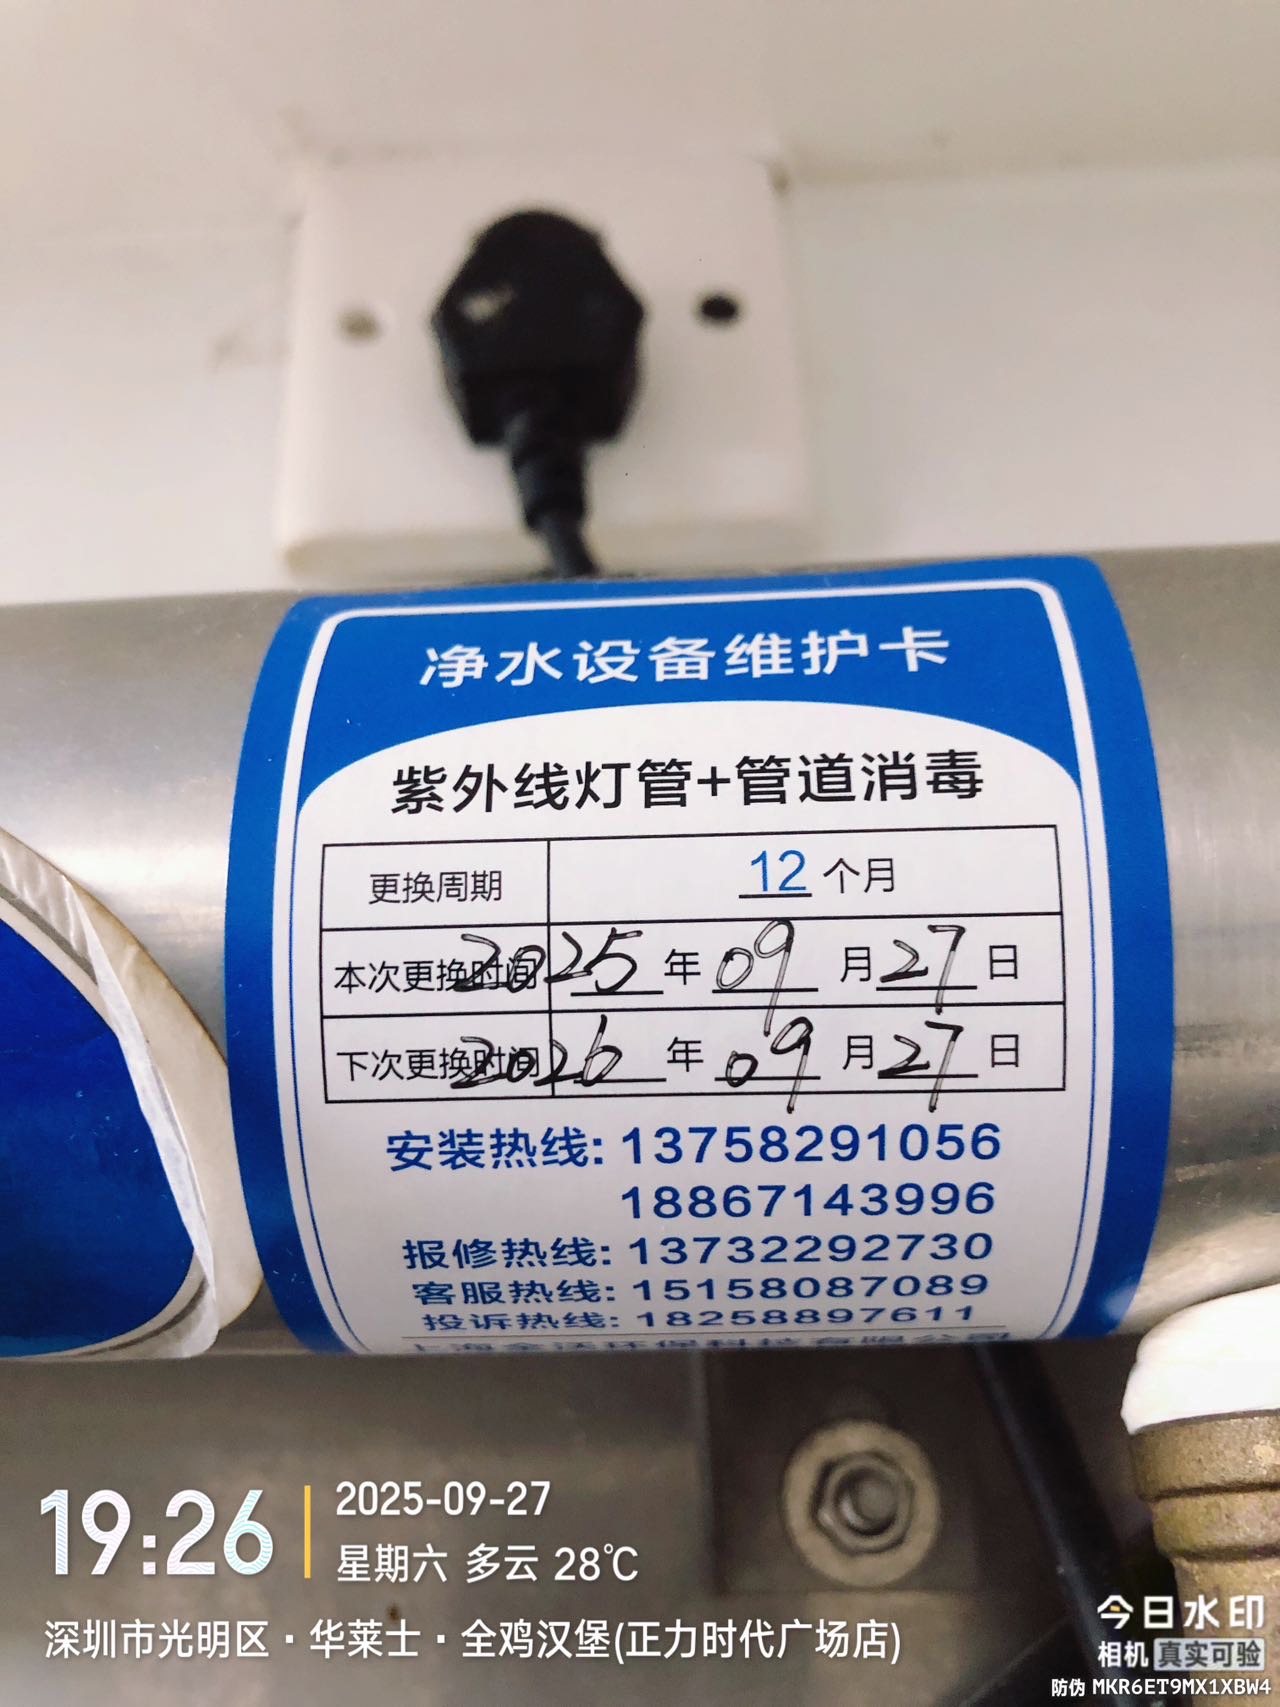 净水设备维护卡
紫外线灯管+管道消毒
更换周期 12 个月
本次更换时间 2025 年 09 月 27 日
下次更换时间 2026 年 09 月 27 日
安装热线: 13758291056
18867143996
报修热线: 13732292730
客服热线: 15158087089
投诉热线: 18258897611
19:26
2025-09-27
星期六 多云 28℃
深圳市光明区·华莱士·全鸡汉堡(正力时代广场店)
今日水印
相机 真实可验
防伪 MKR6ET9MX1XBW4